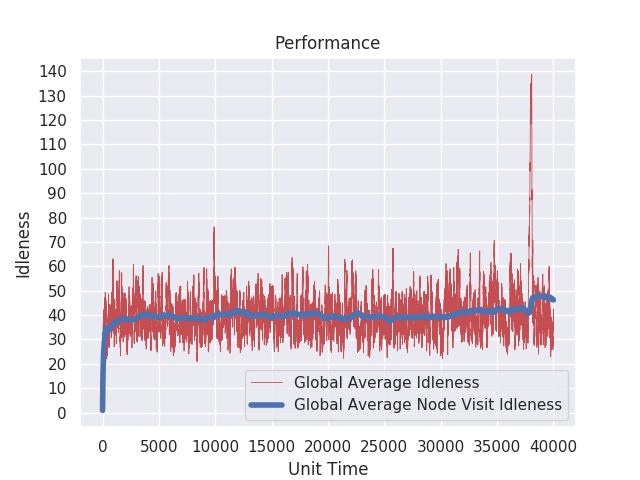 Performance
140
130
120
110
100
90
80
70
60
50
40
30
20
10
0
Idleness
0 5000 10000 15000 20000 25000 30000 35000 40000
Unit Time
Global Average Idleness
Global Average Node Visit Idleness